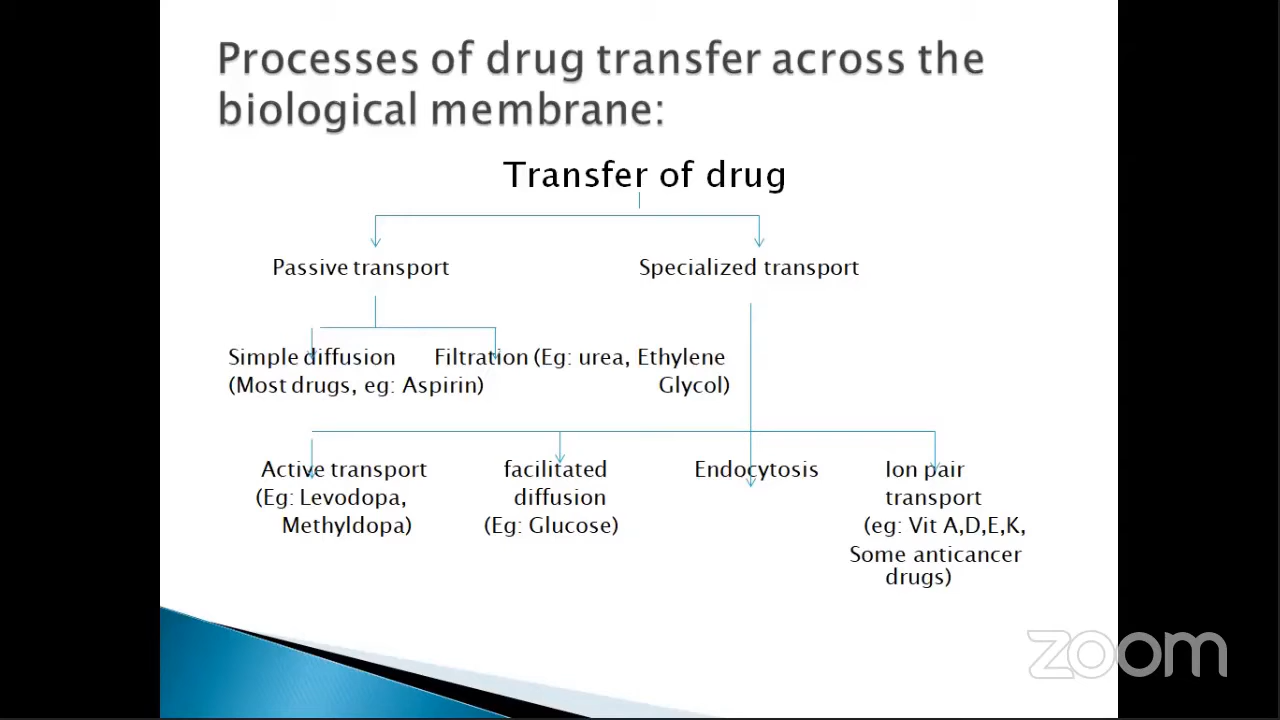 Processes of drug transfer across the
biological membrane:
Transfer of drug
Passive transport
Specialized transport
Simple diffusion
(Most drugs, eg: Aspirin)
Filtration (Eg: urea, Ethylene
Glycol)
Active transport
(Eg: Levodopa,
Methyldopa)
facilitated
diffusion
(Eg: Glucose)
Endocytosis
Ion pair
transport
(eg: Vit A,D,E,K,
Some anticancer
drugs)
zoom